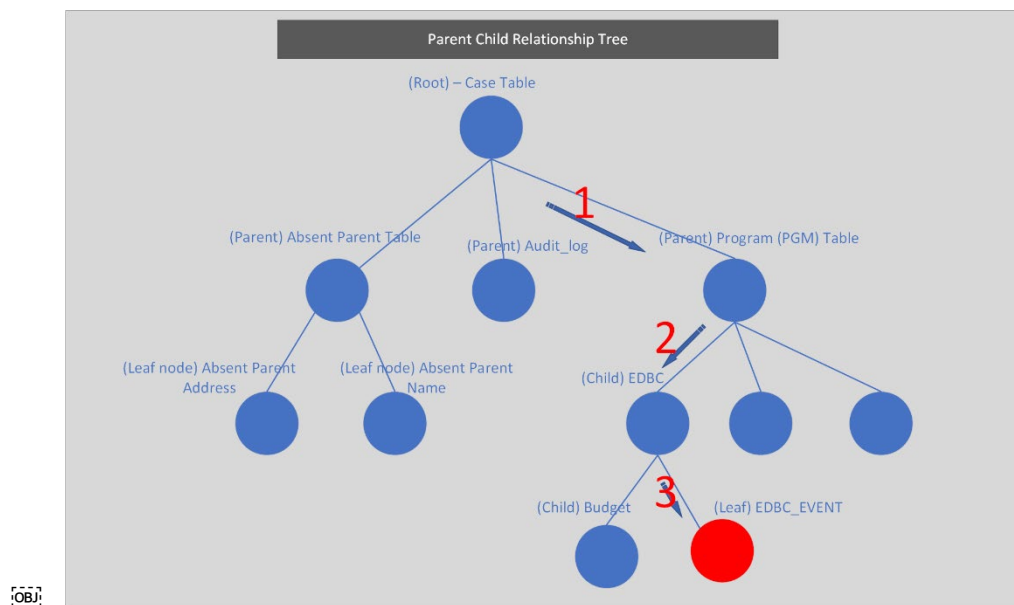 Parent Child Relationship Tree
(Root) – Case Table
1
(Parent) Absent Parent Table
(Parent) Audit_log
(Parent) Program (PGM) Table
2
(Leaf node) Absent Parent
Address
(Leaf node) Absent Parent
Name
(Child) EDBC
3
(Child) Budget
(Leaf) EDBC_EVENT
OBJ